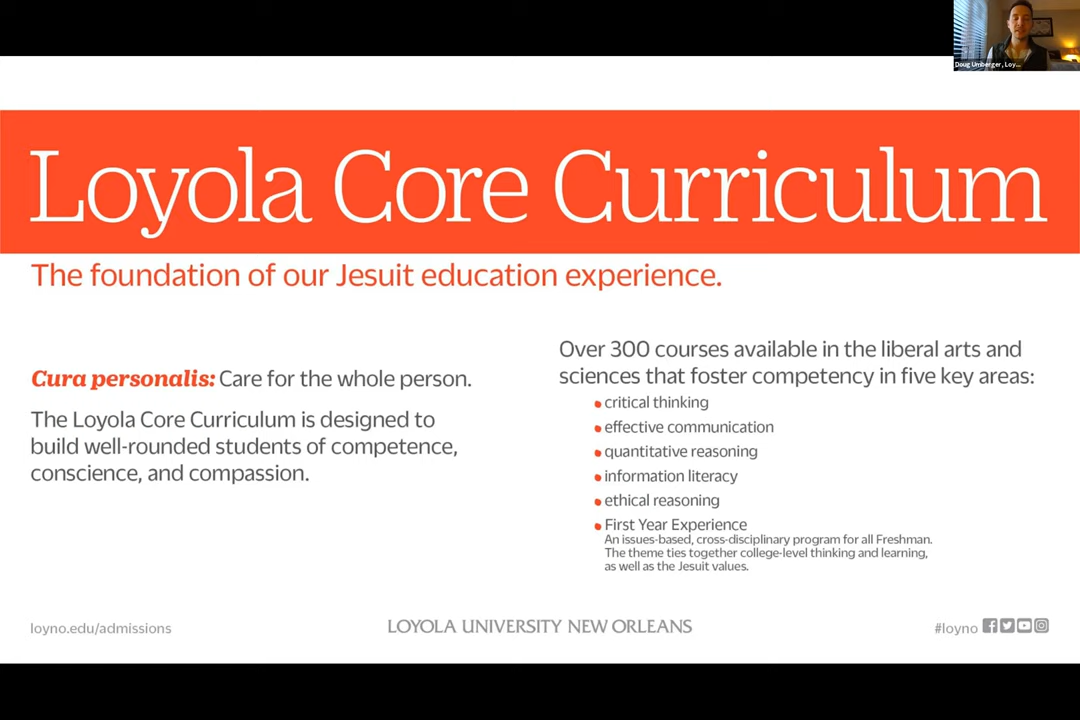 Doug Umberger, Loy...
Loyola Core Curriculum
The foundation of our Jesuit education experience.
Cura personalis: Care for the whole person.
The Loyola Core Curriculum is designed to
build well-rounded students of competence,
conscience, and compassion.
Over 300 courses available in the liberal arts and
sciences that foster competency in five key areas:
critical thinking
effective communication
quantitative reasoning
information literacy
ethical reasoning
First Year Experience
An issues-based, cross-disciplinary program for all Freshman.
The theme ties together college-level thinking and learning,
as well as the Jesuit values.
loyno.edu/admissions
LOYOLA UNIVERSITY NEW ORLEANS
#loyno